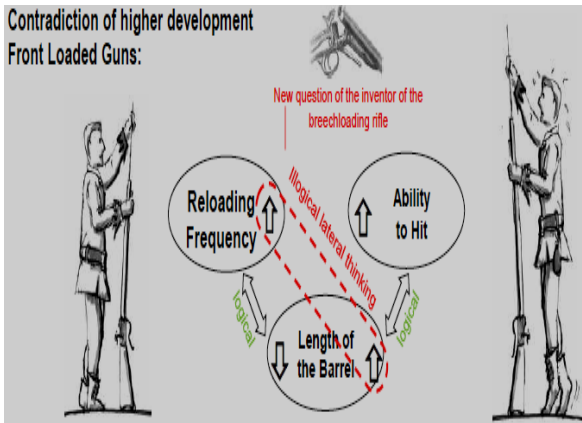 Contradiction of higher development
Front Loaded Guns:
New question of the inventor of the
breechloading rifle
Reloading
Frequency
Illogical lateral thinking
Ability
to Hit
logical
logical
Length of
the Barrel